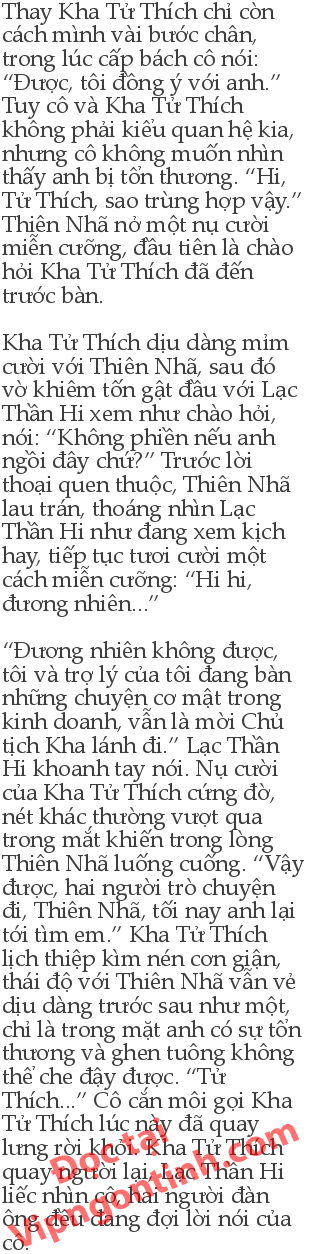 Thay Kha Tử Thích chỉ còn
cách mình vài bước chân,
trong lúc cấp bách cô nói:
“Được, tôi đồng ý với anh.”
Tuy cô và Kha Tử Thích
không phải kiểu quan hệ kia,
nhưng cô không muốn nhìn
thấy anh bị tổn thương. “Hi,
Tử Thích, sao trùng hợp vậy.”
Thiên Nhã nở một nụ cười
miễn cưỡng, đầu tiên là chào
hỏi Kha Tử Thích đã đến
trước bàn.

Kha Tử Thích dịu dàng mỉm
cười với Thiên Nhã, sau đó
vờ khiêm tốn gật đầu với Lạc
Thần Hi xem như chào hỏi,
nói: “Không phiền nếu anh
ngồi đây chứ?” Trước lời
thoại quen thuộc, Thiên Nhã
lau trán, thoáng nhìn Lạc
Thần Hi như đang xem kịch
hay, tiếp tục tươi cười một
cách miễn cưỡng: “Hi hi,
đương nhiên...”

“Đương nhiên không được,
tôi và trợ lý của tôi đang bàn
những chuyện cơ mật trong
kinh doanh, vẫn là mời Chủ
tịch Kha lánh đi.” Lạc Thần
Hi khoanh tay nói. Nụ cười
của Kha Tử Thích cứng đờ,
nét khác thường vượt qua
trong mắt khiến trong lòng
Thiên Nhã luống cuống. “Vậy
được, hai người trò chuyện
đi, Thiên Nhã, tối nay anh lại
tới tìm em.” Kha Tử Thích
lịch thiệp kìm nén cơn giận,
thái độ với Thiên Nhã vẫn vẻ
dịu dàng trước sau như một,
chỉ là trong mặt anh có sự tổn
thương và ghen tuông không
thể che đậy được. “Tử
Thích...” Cô cắn môi gọi Kha
Tử Thích lúc này đã quay
lưng rời khỏi. Kha Tử Thích
quay người lại, Lạc Thần Hi
liếc nhìn cô, hai người đàn
ông đều đang đợi lời nói của
cô.
Đọc tại
Vipngontinh.com